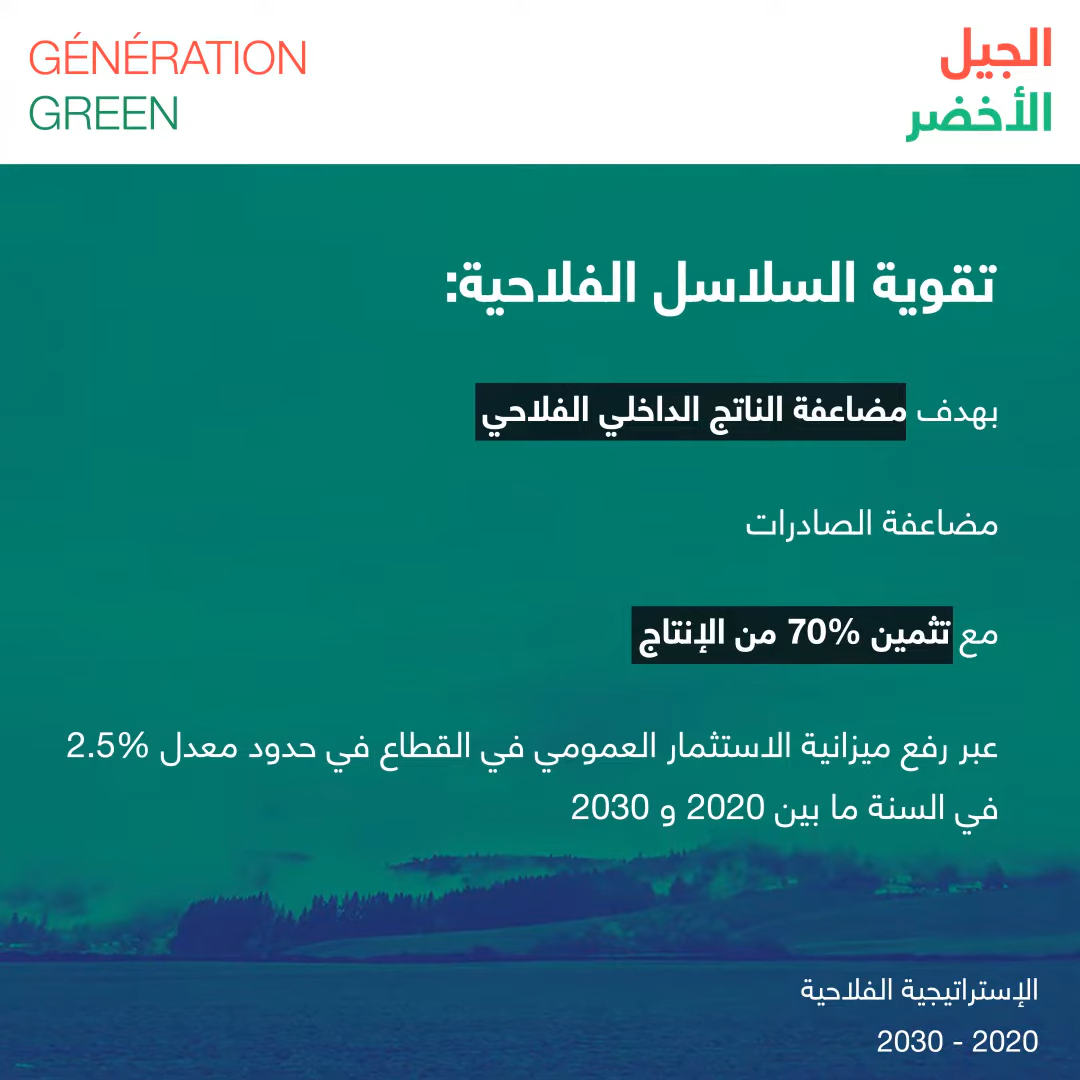 GÉNÉRATION
GREEN
الجيل
الأخضر
تقوية السلاسل الفلاحية:
بهدف مضاعفة الناتج الداخلي الفلاحي
مضاعفة الصادرات
مع تثمين 70% من الإنتاج
عبر رفع ميزانية الاستثمار العمومي في القطاع في حدود معدل 2.5%
في السنة ما بين 2020 و 2030
الإستراتيجية الفلاحية
2020 - 2030